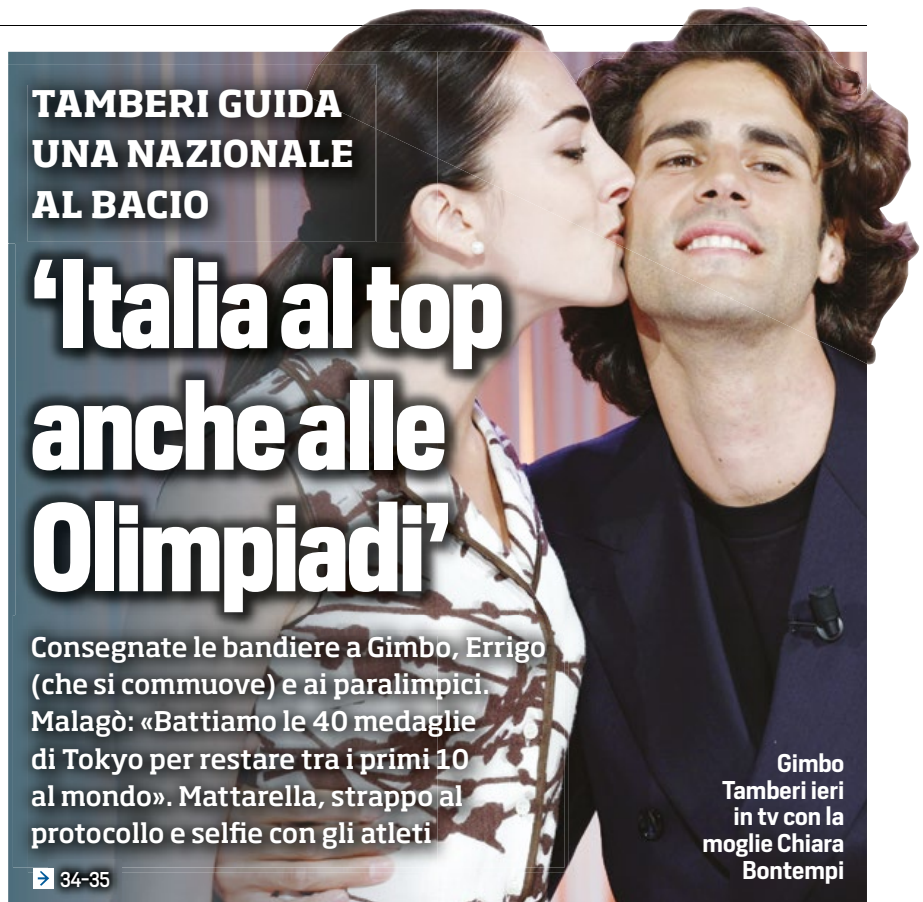 TAMBERI GUIDA
UNA NAZIONALE
AL BACIO
‘Italia al top
anche alle
Olimpiadi’
Consegnate le bandiere a Gimbo, Errigo
(che si commuove) e ai paralimpici.
Malagò: «Battiamo le 40 medaglie
di Tokyo per restare tra i primi 10
al mondo». Mattarella, strappo al
protocollo e selfie con gli atleti
34-35
Gimbo
Tamberi ieri
in tv con la
moglie Chiara
Bontempi